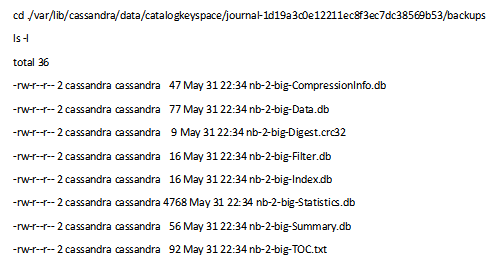 cd ./var/lib/cassandra/data/catalogkeyspace/journal-1d19a3c0e12211ec8f3ec7dc38569b53/backups
ls -l
total 36
-rw-r--r-- 2 cassandra cassandra   47 May 31 22:34 nb-2-big-CompressionInfo.db
-rw-r--r-- 2 cassandra cassandra   77 May 31 22:34 nb-2-big-Data.db
-rw-r--r-- 2 cassandra cassandra    9 May 31 22:34 nb-2-big-Digest.crc32
-rw-r--r-- 2 cassandra cassandra   16 May 31 22:34 nb-2-big-Filter.db
-rw-r--r-- 2 cassandra cassandra   16 May 31 22:34 nb-2-big-Index.db
-rw-r--r-- 2 cassandra cassandra 4768 May 31 22:34 nb-2-big-Statistics.db
-rw-r--r-- 2 cassandra cassandra   56 May 31 22:34 nb-2-big-Summary.db
-rw-r--r-- 2 cassandra cassandra   92 May 31 22:34 nb-2-big-TOC.txt